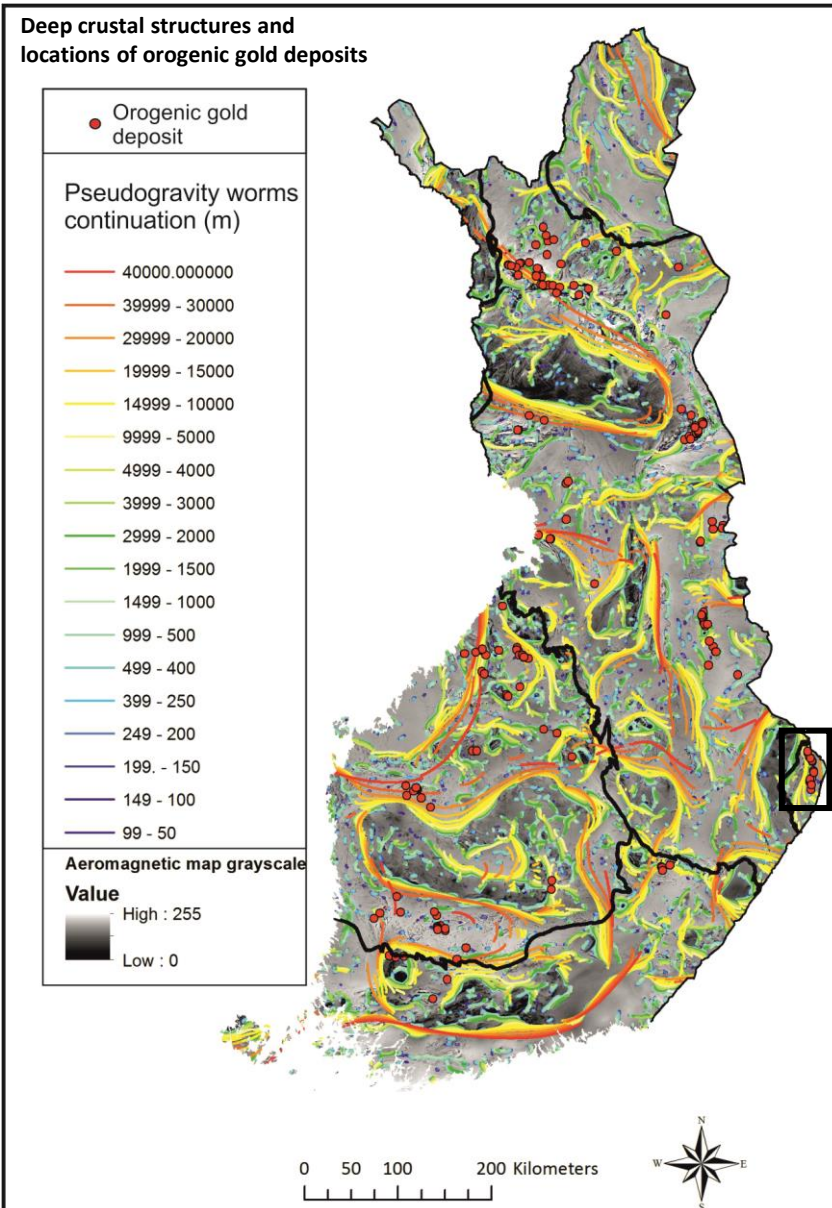 Deep crustal structures and
locations of orogenic gold deposits
Orogenic gold
deposit
Pseudogravity worms
continuation (m)
40000.000000
39999 - 30000
29999 - 20000
19999 - 15000
14999 - 10000
9999 - 5000
4999 - 4000
3999 - 3000
2999 - 2000
1999 - 1500
1499 - 1000
999 - 500
499 - 400
399 - 250
249 - 200
199. - 150
149 - 100
99 - 50
Aeromagnetic map grayscale
Value
High : 255
Low : 0
0 50 100 200 Kilometers
N
W E
S